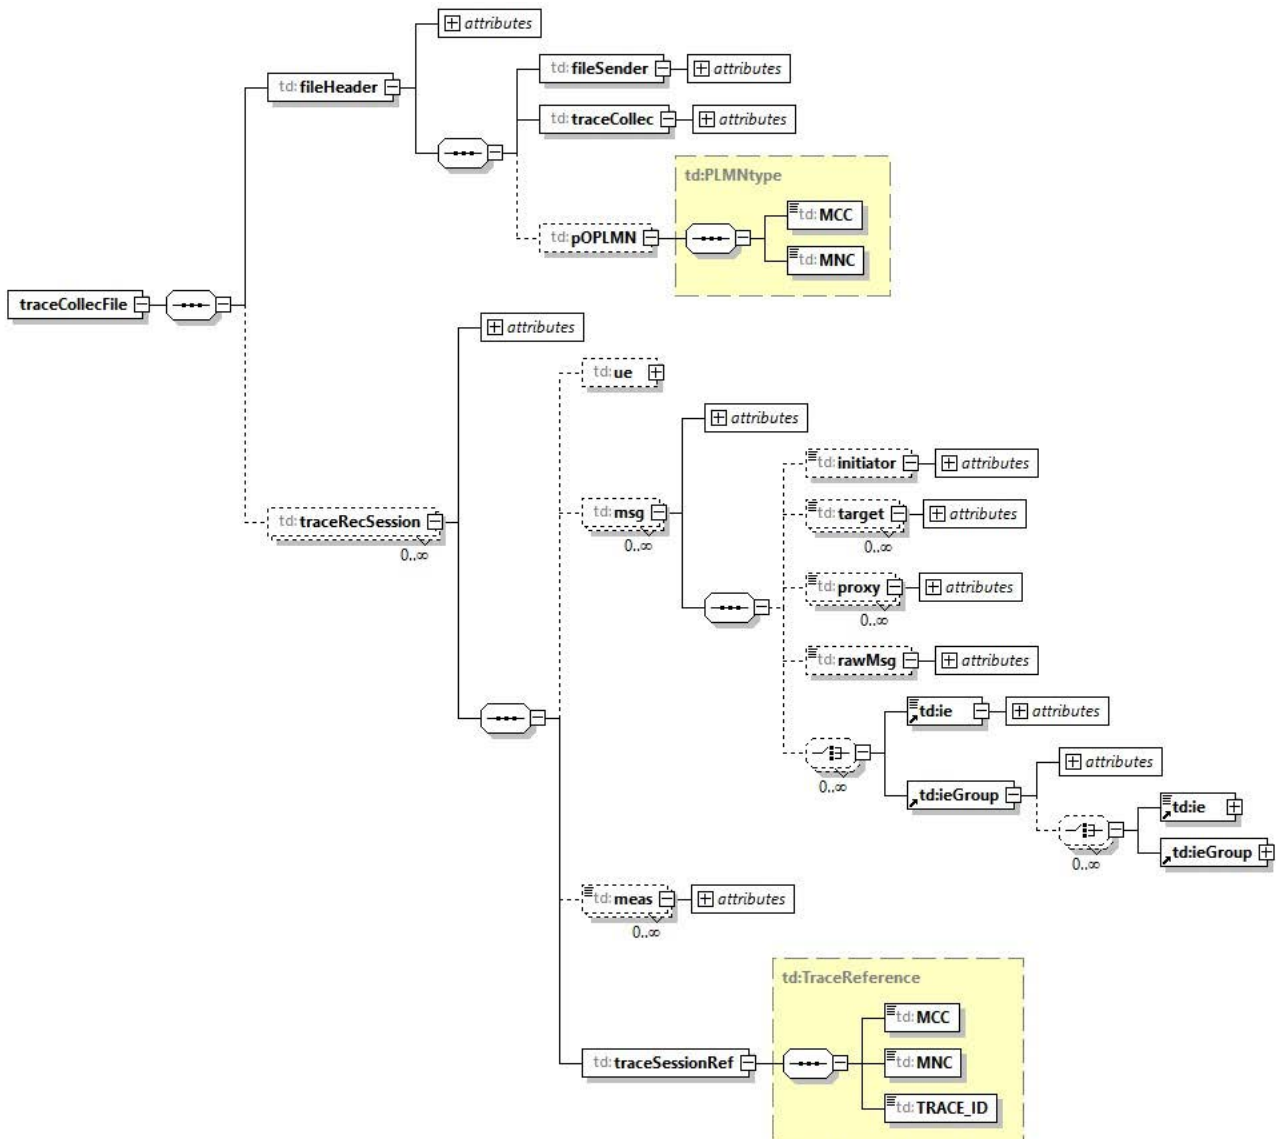 attributes
td:fileSender
attributes
td:fileHeader
td:traceCollec
attributes
td:PLMNtype
td:MCC
td:pOPLMN
td:MNC
traceCollecFile
attributes
td:ue
attributes
td:initiator
attributes
td:msg
0..∞
td:target
attributes
0..∞
td:traceRecSession
0..∞
td:proxy
attributes
0..∞
td:rawMsg
attributes
td:ie
attributes
0..∞
attributes
td:ieGroup
td:ie
0..∞
td:ieGroup
td:meas
attributes
0..∞
td:TraceReference
td:MCC
td:traceSessionRef
td:MNC
td:TRACE_ID